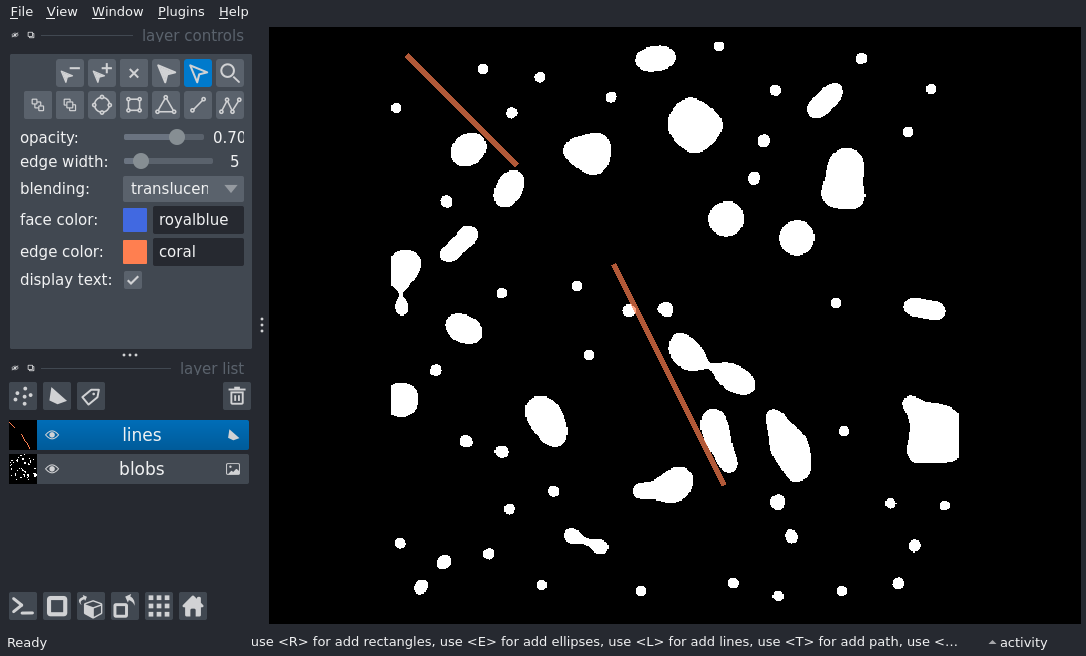 File View Window Plugins Help
layer controls
opacity: 0.70
edge width: 5
blending: translucen
face color: royalblue
edge color: coral
display text:
layer list
lines
blobs
Ready use <R> for add rectangles, use <E> for add ellipses, use <L> for add lines, use <T> for add path, use <... activity